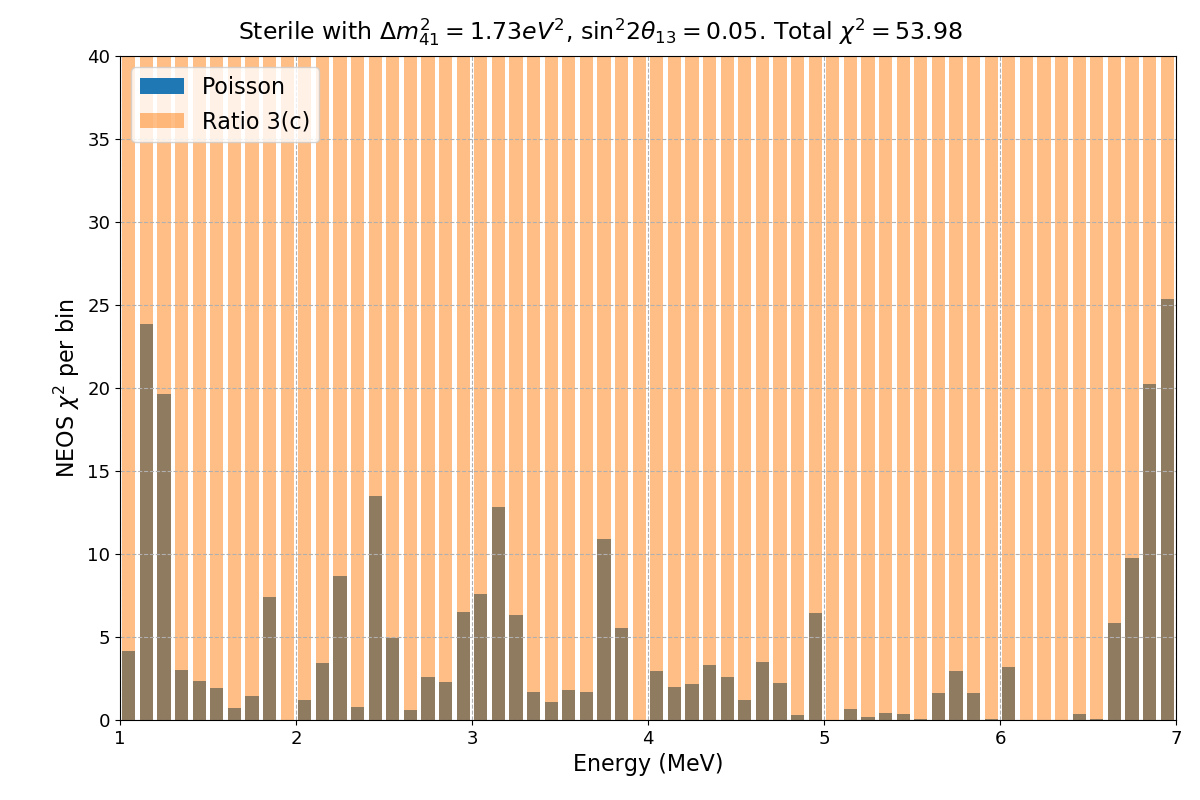 Sterile with Δm²₄₁ = 1.73eV², sin²2θ₁₃ = 0.05. Total χ² = 53.98
NEOS χ² per bin
40
35
30
25
20
15
10
5
0
Poisson
Ratio 3(c)
1 2 3 4 5 6 7
Energy (MeV)